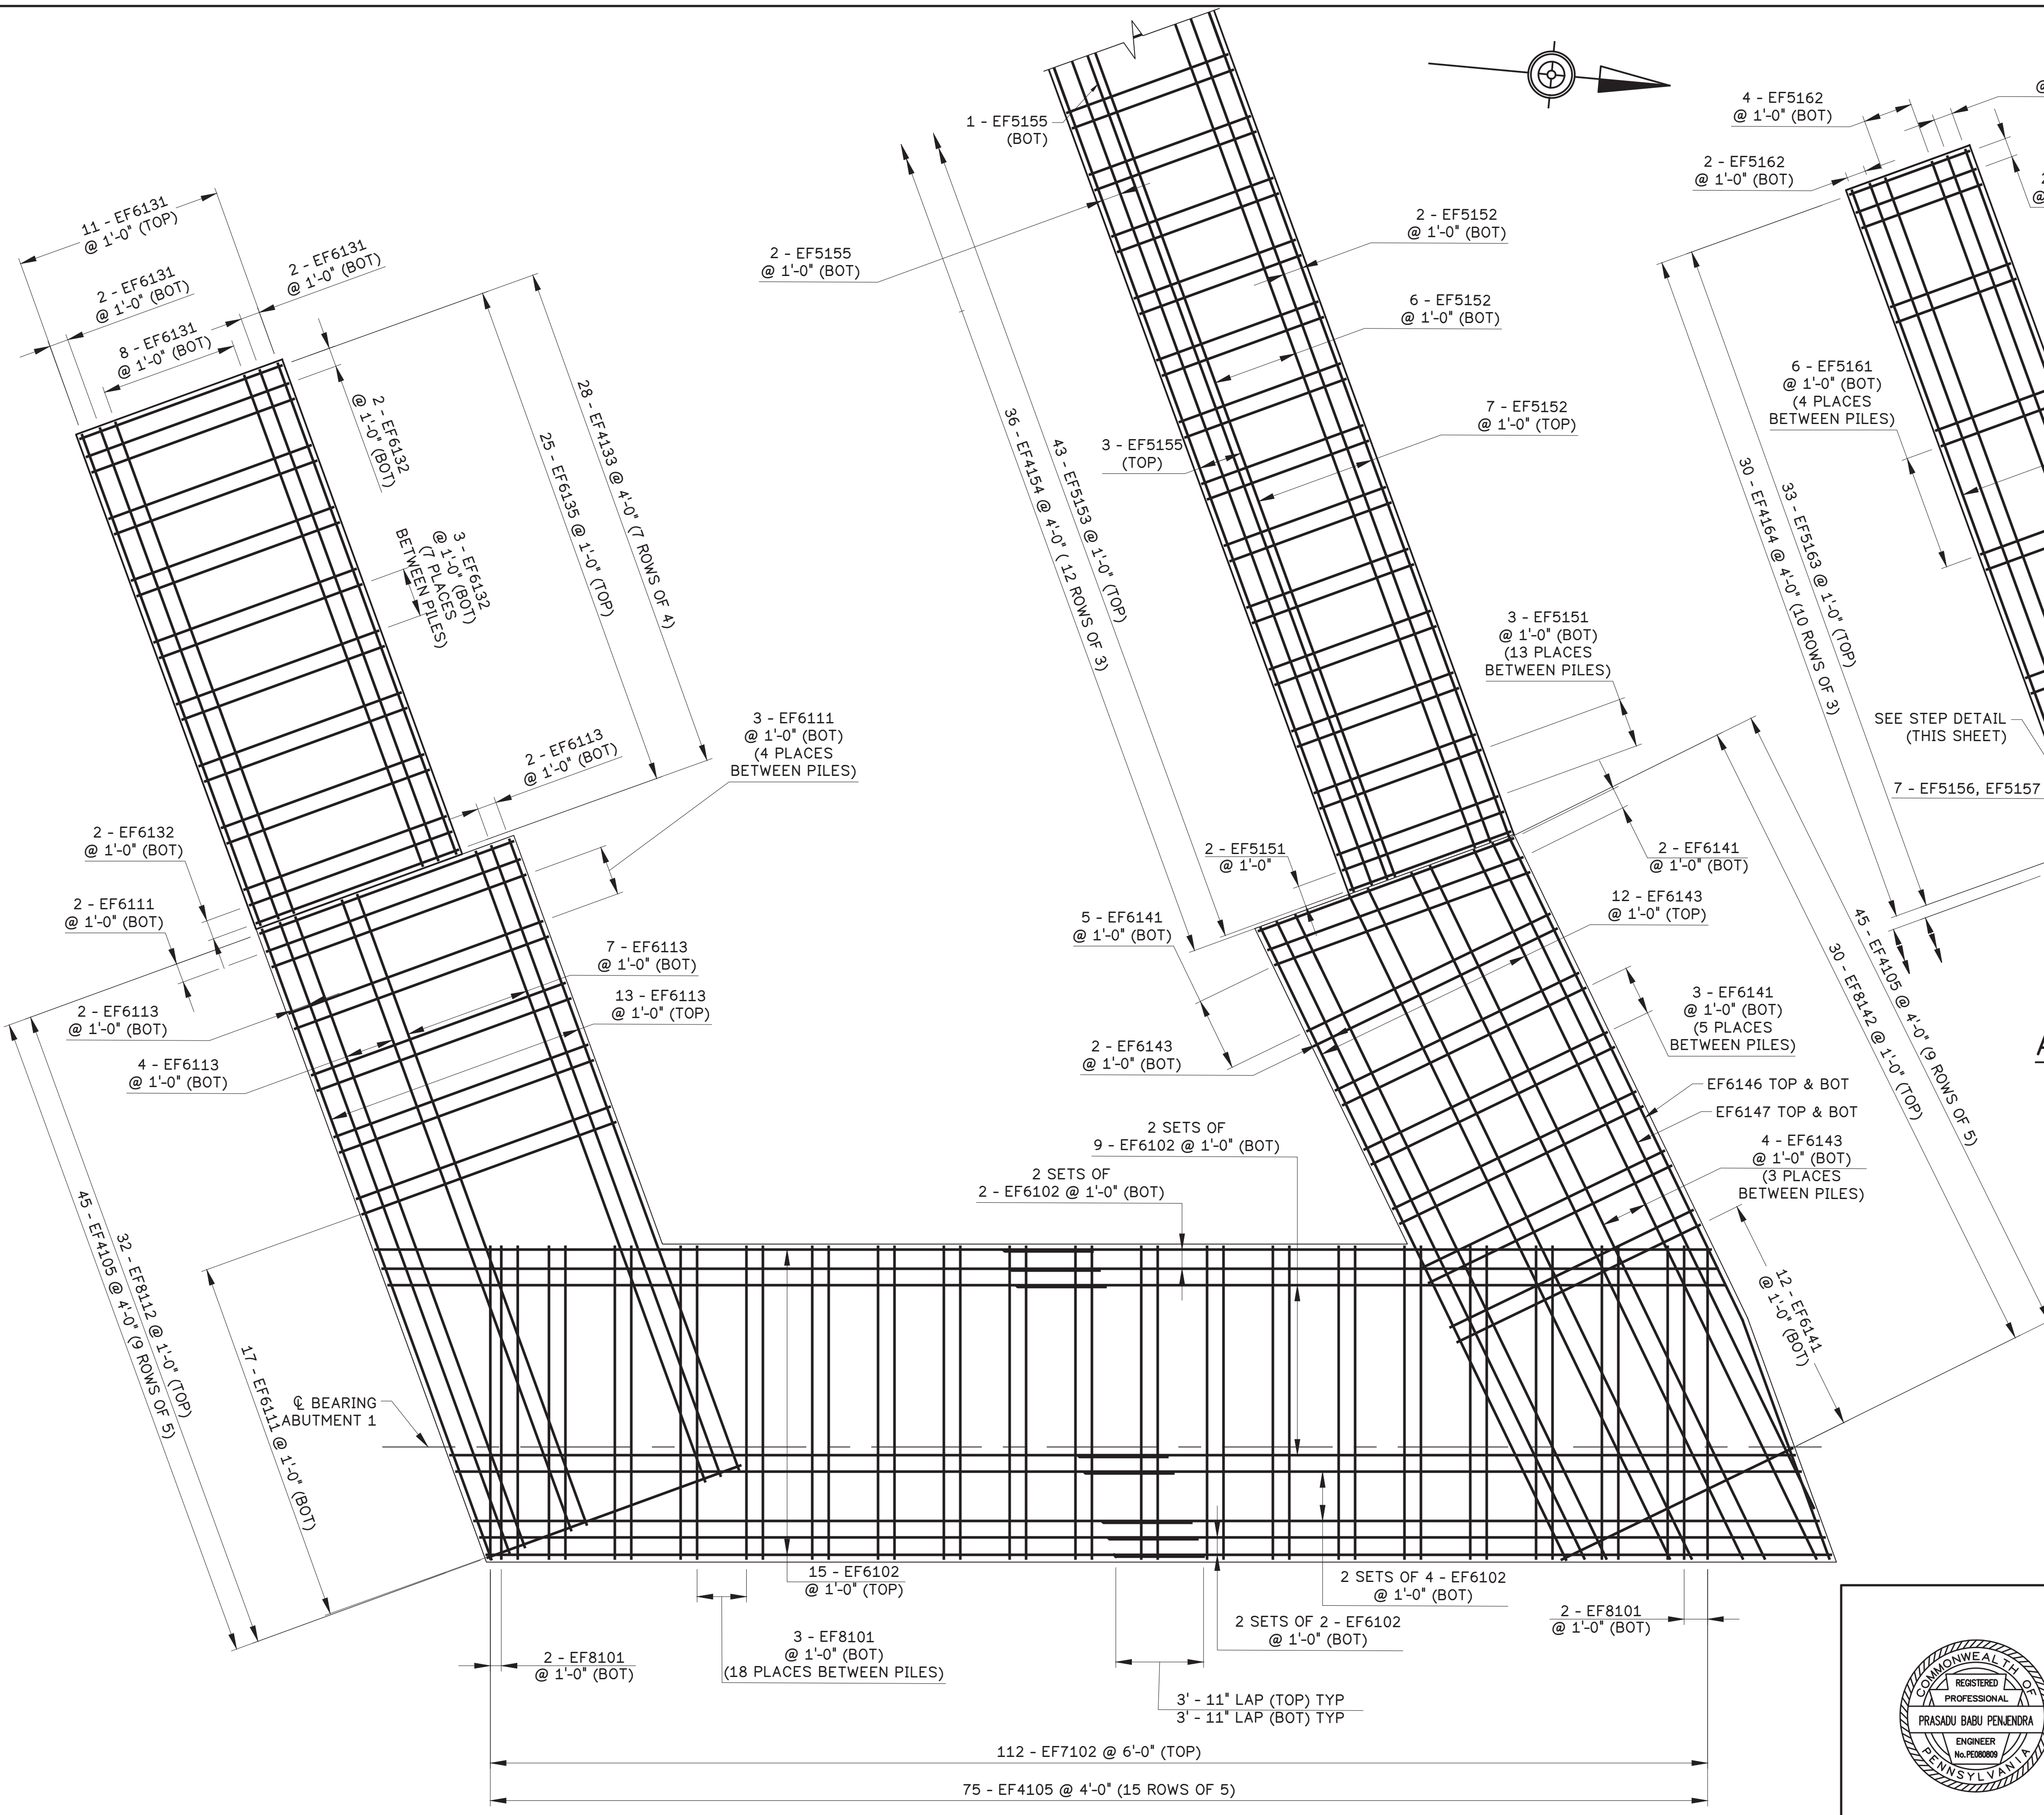 11 - EF6131
@ 1'-0" (TOP)
2 - EF6131
@ 1'-0" (BOT)
8 - EF6131
@ 1'-0" (BOT)
2 - EF6131
@ 1'-0" (BOT)
2 - EF6132
@ 1'-0" (BOT)
3 - EF6132
@ 1'-0" (BOT)
(7 PLACES
BETWEEN PILES)
25 - EF6135 @ 1'-0" (TOP)
28 - EF4133 @ 4'-0" (7 ROWS OF 4)
2 - EF6113
@ 1'-0" (BOT)
3 - EF6111
@ 1'-0" (BOT)
(4 PLACES
BETWEEN PILES)
2 - EF6132
@ 1'-0" (BOT)
2 - EF6111
@ 1'-0" (BOT)
2 - EF6113
@ 1'-0" (BOT)
4 - EF6113
@ 1'-0" (BOT)
7 - EF6113
@ 1'-0" (BOT)
13 - EF6113
@ 1'-0" (TOP)
45 - EF4105 @ 4'-0" (9 ROWS OF 5)
32 - EF8112 @ 1'-0" (TOP)
17 - EF6111 @ 1'-0" (BOT)
℄ BEARING
ABUTMENT 1
1 - EF5155
(BOT)
2 - EF5155
@ 1'-0" (BOT)
2 - EF5152
@ 1'-0" (BOT)
6 - EF5152
@ 1'-0" (BOT)
7 - EF5152
@ 1'-0" (TOP)
3 - EF5155
(TOP)
36 - EF4154 @ 4'-0" ( 12 ROWS OF 3)
43 - EF5153 @ 1'-0" (TOP)
3 - EF5151
@ 1'-0" (BOT)
(13 PLACES
BETWEEN PILES)
2 - EF5151
@ 1'-0"
2 - EF6141
@ 1'-0" (BOT)
5 - EF6141
@ 1'-0" (BOT)
12 - EF6143
@ 1'-0" (TOP)
2 - EF6143
@ 1'-0" (BOT)
3 - EF6141
@ 1'-0" (BOT)
(5 PLACES
BETWEEN PILES)
EF6146 TOP & BOT
EF6147 TOP & BOT
4 - EF6143
@ 1'-0" (BOT)
(3 PLACES
BETWEEN PILES)
12 - EF6141
@ 1'-0" (BOT)
30 - EF8142 @ 1'-0" (TOP)
45 - EF4105 @ 4'-0" (9 ROWS OF 5)
2 SETS OF
9 - EF6102 @ 1'-0" (BOT)
2 SETS OF
2 - EF6102 @ 1'-0" (BOT)
15 - EF6102
@ 1'-0" (TOP)
2 SETS OF 4 - EF6102
@ 1'-0" (BOT)
2 SETS OF 2 - EF6102
@ 1'-0" (BOT)
2 - EF8101
@ 1'-0" (BOT)
2 - EF8101
@ 1'-0" (BOT)
3 - EF8101
@ 1'-0" (BOT)
(18 PLACES BETWEEN PILES)
3' - 11" LAP (TOP) TYP
3' - 11" LAP (BOT) TYP
112 - EF7102 @ 6'-0" (TOP)
75 - EF4105 @ 4'-0" (15 ROWS OF 5)
4 - EF5162
@ 1'-0" (BOT)
2 - EF5162
@ 1'-0" (BOT)
@
2
@
6 - EF5161
@ 1'-0" (BOT)
(4 PLACES
BETWEEN PILES)
30 - EF4164 @ 4'-0" (10 ROWS OF 3)
33 - EF5163 @ 1'-0" (TOP)
SEE STEP DETAIL
(THIS SHEET)
7 - EF5156, EF5157
A
COMMONWEALTH OF
REGISTERED
PROFESSIONAL
PRASADU BABU PENJENDRA
ENGINEER
No.PE080809
PENNSYLVANIA